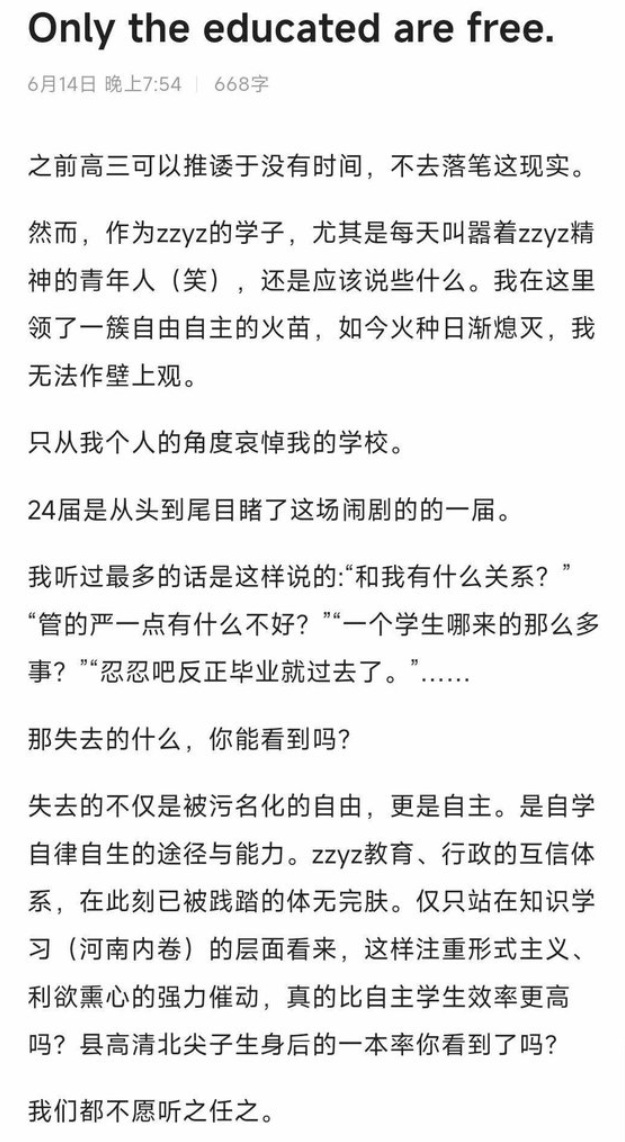 Only the educated are free.
6月14日 晚上7:54 | 668字
之前高三可以推诿于没有时间，不去落笔这现实。
然而，作为zzyz的学子，尤其是每天叫嚣着zzyz精
神的青年人（笑），还是应该说些什么。我在这里
领了一簇自由自主的火苗，如今火种日渐熄灭，我
无法作壁上观。
只从我个人的角度哀悼我的学校。
24届是从头到尾目睹了这场闹剧的的一届。
我听过最多的话是这样说的:“和我有什么关系？”
“管的严一点有什么不好？”“一个学生哪来的那么多
事？”“忍忍吧反正毕业就过去了。”……
那失去的什么，你能看到吗？
失去的不仅是被污名化的自由，更是自主。是自学
自律自生的途径与能力。zzyz教育、行政的互信体
系，在此刻已被践踏的体无完肤。仅只站在知识学
习（河南内卷）的层面看来，这样注重形式主义、
利欲熏心的强力催动，真的比自主学生效率更高
吗？县高清北尖子生身后的一本率你看到了吗？
我们都不愿听之任之。